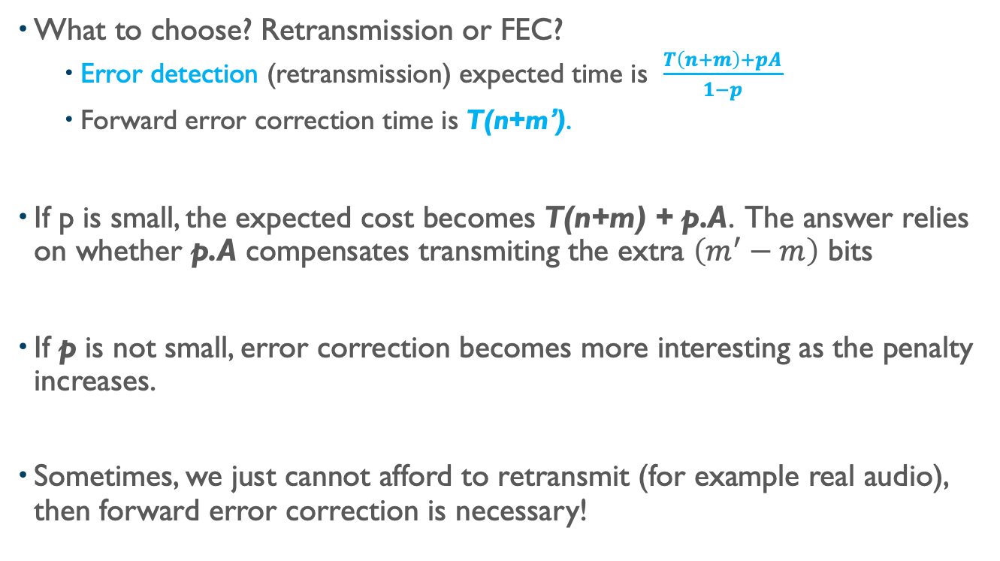 • What to choose? Retransmission or FEC?
• Error detection (retransmission) expected time is \frac{T(n+m)+pA}{1-p}
• Forward error correction time is T(n+m’).
• If p is small, the expected cost becomes T(n+m) + p.A. The answer relies
on whether p.A compensates transmiting the extra (m′ − m) bits
• If p is not small, error correction becomes more interesting as the penalty
increases.
• Sometimes, we just cannot afford to retransmit (for example real audio),
then forward error correction is necessary!